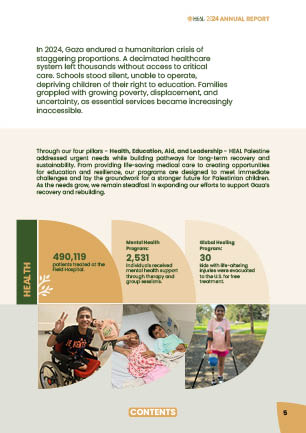 HEAL 2024 ANNUAL REPORT
In 2024, Gaza endured a humanitarian crisis of
staggering proportions. A decimated healthcare
system left thousands without access to critical
care. Schools stood silent, unable to operate,
depriving children of their right to education. Families
grappled with growing poverty, displacement, and
uncertainty, as essential services became increasingly
inaccessible.
Through our four pillars - Health, Education, Aid, and Leadership - HEAL Palestine
addressed urgent needs while building pathways for long-term recovery and
sustainability. From providing life-saving medical care to creating opportunities
for education and resilience, our programs are designed to meet immediate
challenges and lay the groundwork for a stronger future for Palestinian children.
As the needs grow, we remain steadfast in expanding our efforts to support Gaza's
recovery and rebuilding.
HEALTH
490,119
patients treated at the
Field Hospital.
Mental Health
Program:
2,531
individuals received
mental health support
through therapy and
group sessions.
Global Healing
Program:
30
kids with life-altering
injuries were evacuated
to the U.S. for free
treatment.
CONTENTS
5